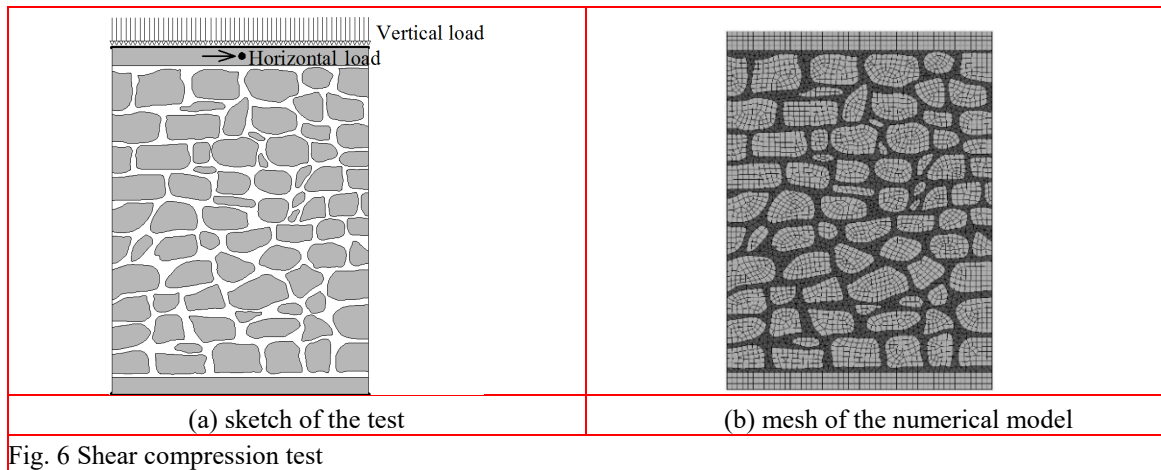 Vertical load
Horizontal load
(a) sketch of the test
(b) mesh of the numerical model
Fig. 6 Shear compression test